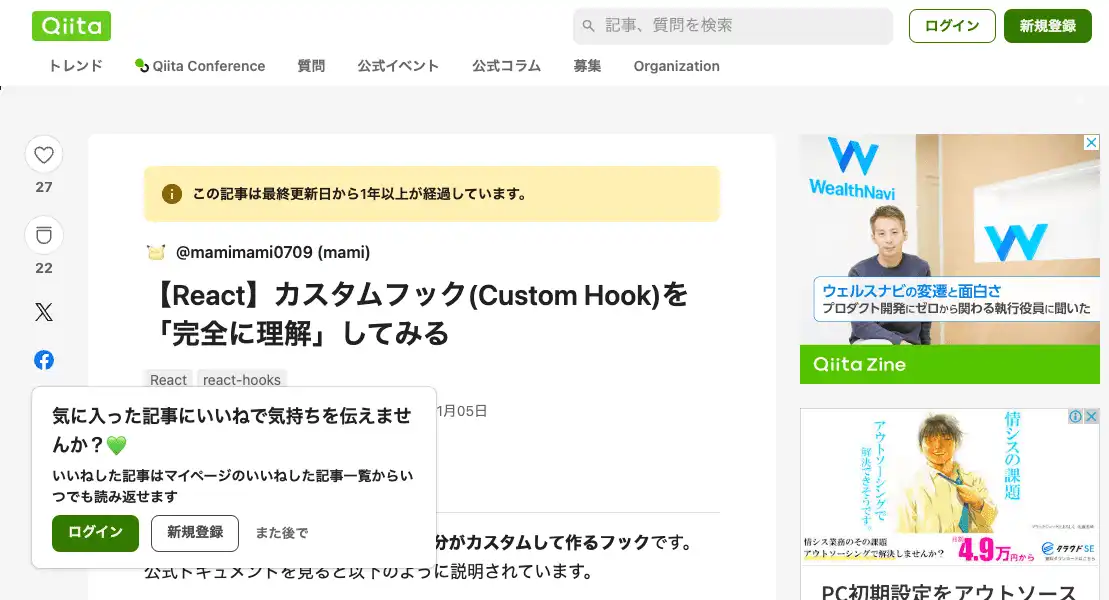 Qiita
記事、質問を検索
ログイン
新規登録
トレンド
Qiita Conference
質問
公式イベント
公式コラム
募集
Organization
27
22
この記事は最終更新日から1年以上が経過しています。
@mamimami0709 (mami)
【React】カスタムフック(Custom Hook)を
「完全に理解」してみる
React
react-hooks
1月05日
分がカスタムして作るフックです。
公式ドキュメントを見ると以下のように説明されています。
気に入った記事にいいねで気持ちを伝えませ
んか？💚
いいねした記事はマイページのいいねした記事一覧からい
つでも読み返せます
ログイン
新規登録
また後で
WealthNavi
ウェルスナビの変遷と面白さ
プロダクト開発にゼロから関わる執行役員に聞いた
Qiita Zine
情シスの課題
アウトソーシングで
解決できそうです。
情シス業務のその課題
アウトソーシングで解決しませんか?
月額4.9万円から
クラウドSE
PC初期設定をアウトソース